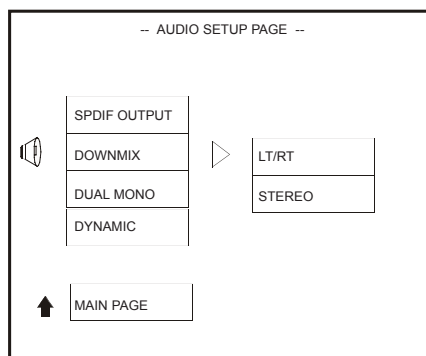 -- AUDIO SETUP PAGE --
SPDIF OUTPUT
DOWNMIX
DUAL MONO
DYNAMIC
LT/RT
STEREO
MAIN PAGE